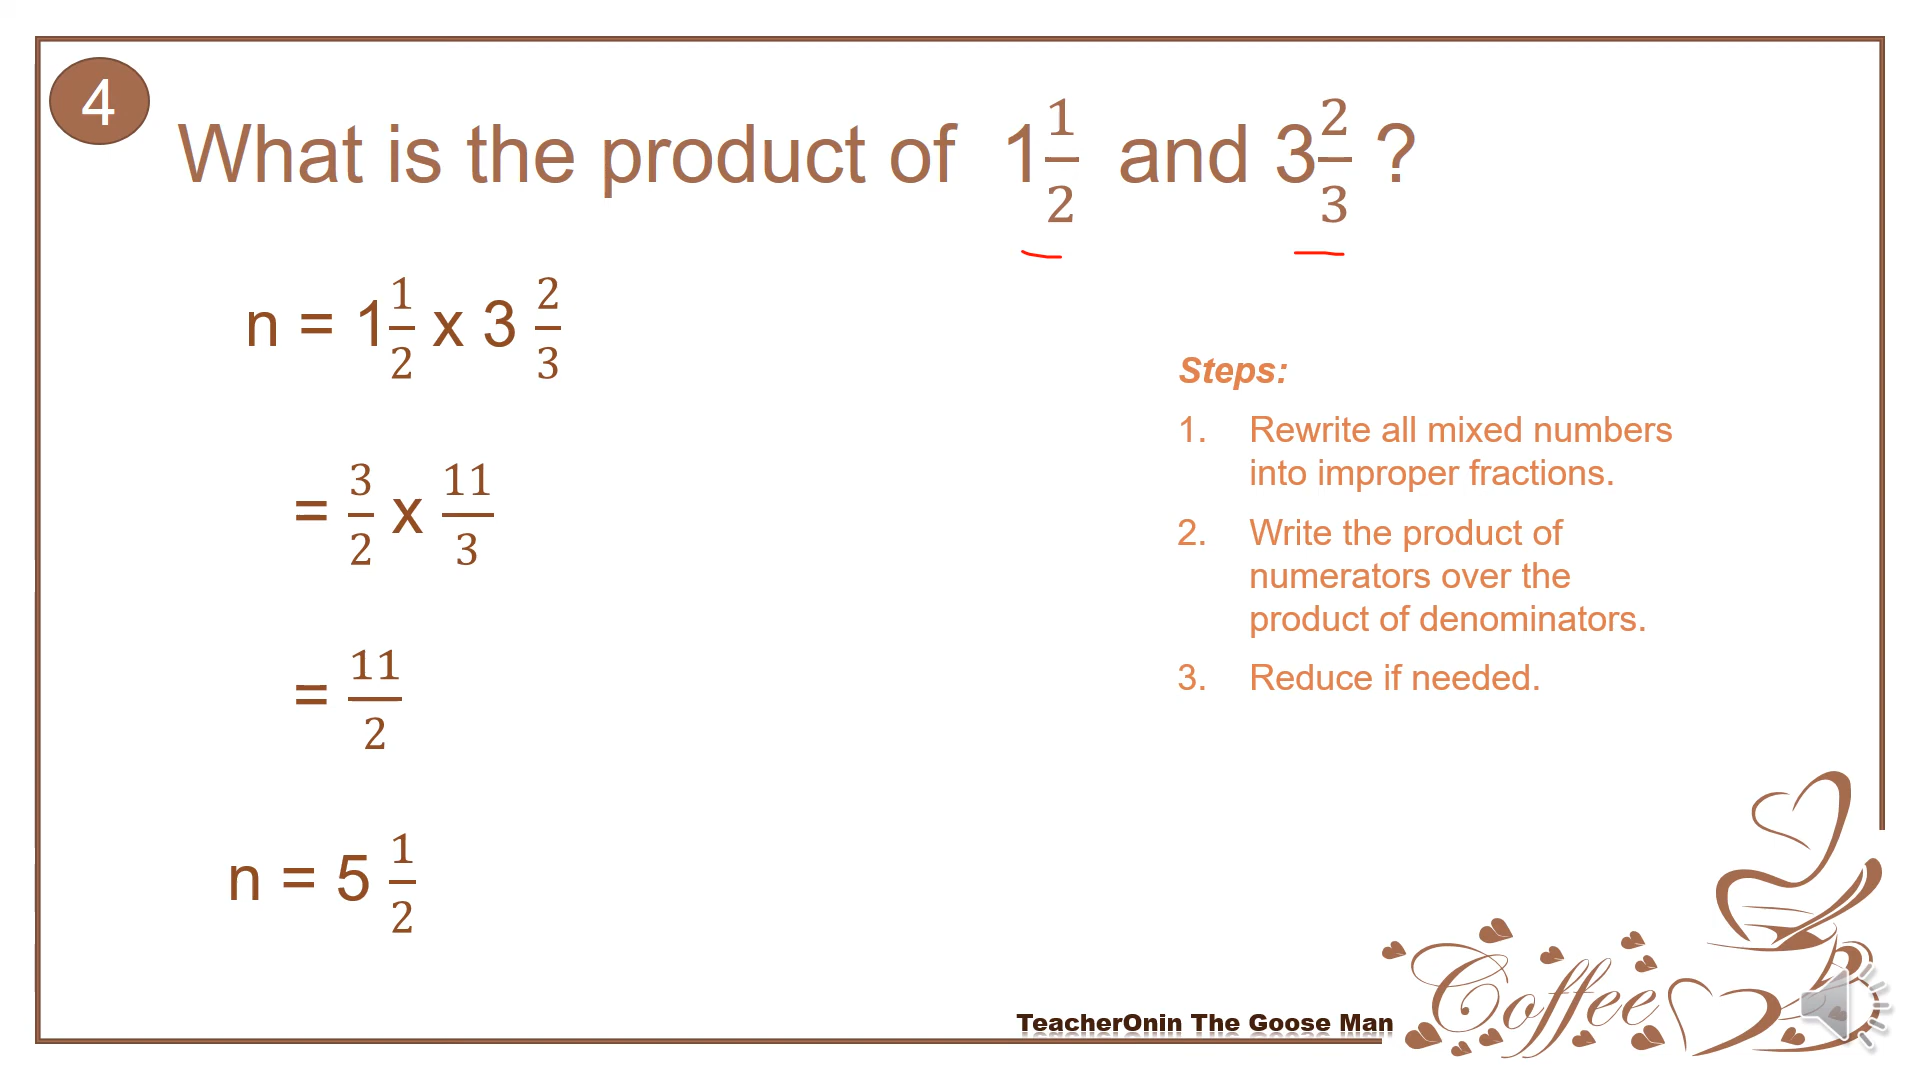 4
What is the product of 1 1/2 and 3 2/3 ?
n = 1 1/2 x 3 2/3
= 3/2 x 11/3
= 11/2
n = 5 1/2
Steps:
1. Rewrite all mixed numbers
into improper fractions.
2. Write the product of
numerators over the
product of denominators.
3. Reduce if needed.
TeacherOnin The Goose Man
Coffee